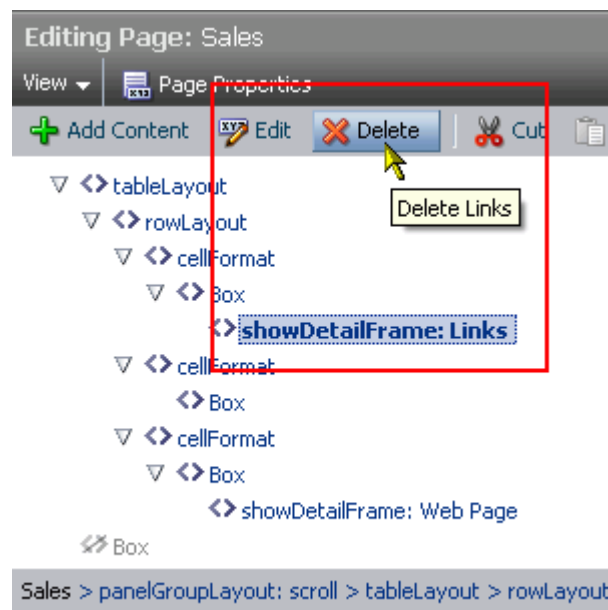 Editing Page: Sales
View Page Properties
Add Content Edit Delete Cut
Delete Links
tableLayout
rowLayout
cellFormat
Box
showDetailFrame: Links
cellFormat
Box
cellFormat
Box
showDetailFrame: Web Page
Box
Sales > panelGroupLayout: scroll > tableLayout > rowLayout